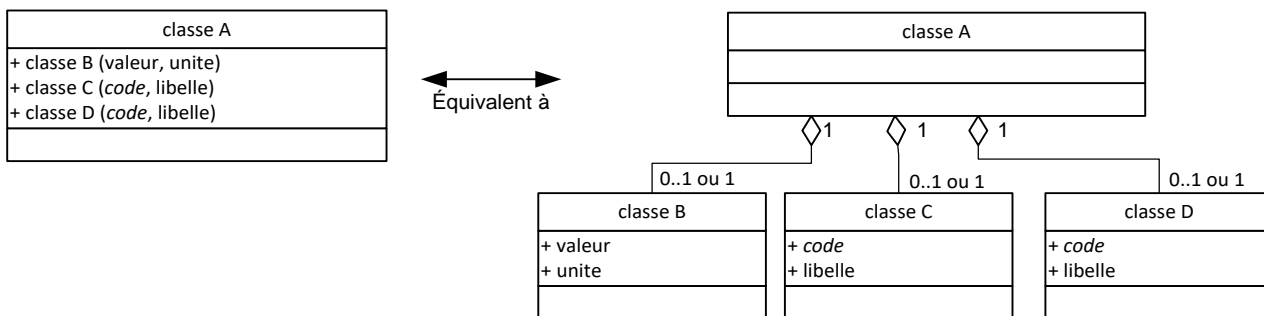 classe A
+ classe B (valeur, unite)
+ classe C (code, libelle)
+ classe D (code, libelle)
Équivalent à
classe A
1
1
1
0..1 ou 1
0..1 ou 1
0..1 ou 1
classe B
+ valeur
+ unite
classe C
+ code
+ libelle
classe D
+ code
+ libelle